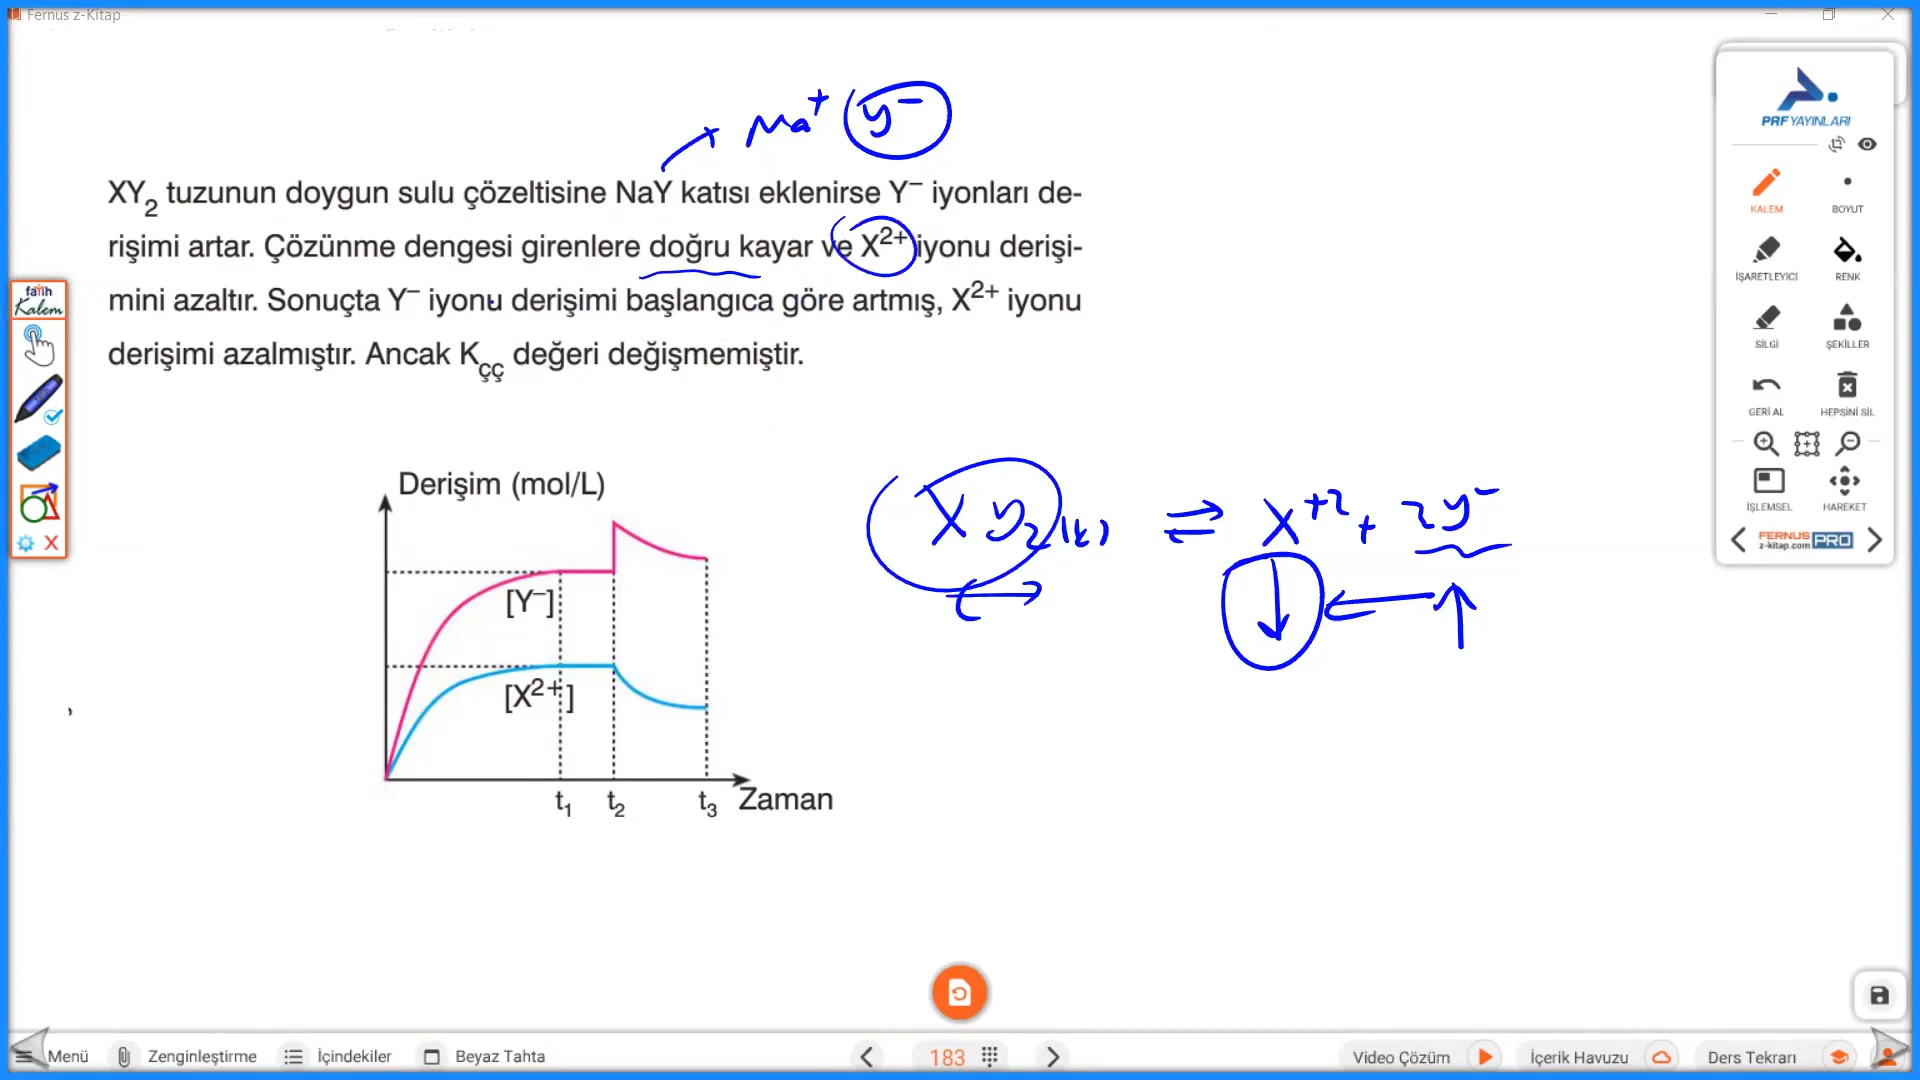 Fernus z-Kitap
Na⁺ y⁻
XY₂ tuzunun doygun sulu çözeltisine NaY katısı eklenirse Y⁻ iyonları de-
rişimi artar. Çözünme dengesi girenlere doğru kayar ve X²⁺ iyonu derişi-
mini azaltır. Sonuçta Y⁻ iyonu derişimi başlangıca göre artmış, X²⁺ iyonu
derişimi azalmıştır. Ancak Kçç değeri değişmemiştir.
Derişim (mol/L)
[Y⁻]
[X²⁺]
t₁ t₂ t₃ Zaman
Xy₂(k) ⇌ X⁺² + 2y⁻
fatih
Kalem
PRF YAYINLARI
KALEM BOYUT
İŞARETLEYİCİ RENK
SİLGİ ŞEKİLLER
GERİ AL HEPSİNİ SİL
İŞLEMSEL HAREKET
FERNUS PRO
z-kitap.com
Menü Zenginleştirme İçindekiler Beyaz Tahta 183 Video Çözüm İçerik Havuzu Ders Tekrarı